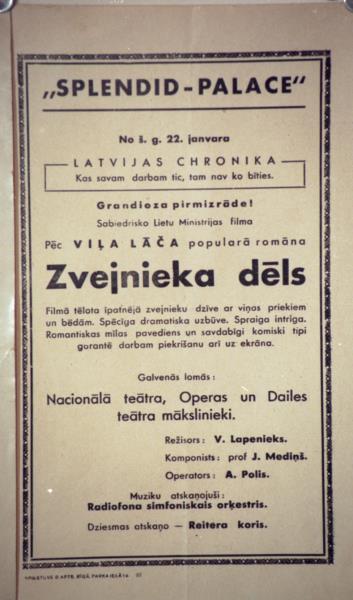 „SPLENDID-PALACE"
No š. g. 22. janvara
LATVIJAS CHRONIKA
Kas savam darbam tic, tam nav ko bīties.
Grandioza pirmizrāde!
Sabiedrisko Lietu Ministrijas filma
Pēc VIĻA LĀČA populārā romāna
Zvejnieka dēls
Filmā tēlota īpatnējā zvejnieku dzīve ar viņas priekiem
un bēdām. Spēcīga dramatiska uzbūve. Spraiga intrīga.
Romantiskas mīlas pavediens un savdabīgi komiski tipi
garantē darbam piekrišanu arī uz ekrāna.
Galvenās lomās:
Nacionālā teātra, Operas un Dailes
teātra mākslinieki.
Režisors: V. Lapenieks.
Komponists: prof J. Mediņš.
Operators: A. Polis.
Muziku atskaņojuši:
Radiofona simfoniskais orķestris.
Dziesmas atskaņo — Reitera koris.
RĪGĀ, PARKA IELĀ